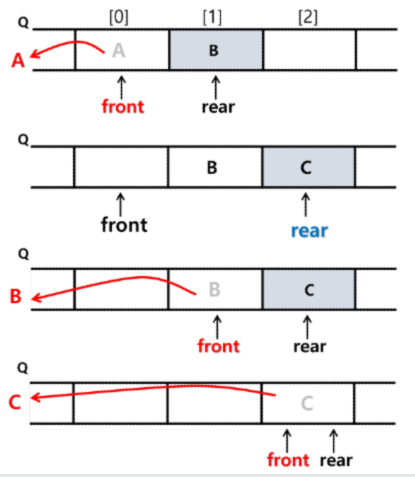 Q [0] [1] [2]
A A B
front rear
Q
B C
front rear
Q
B B C
front rear
Q
C C
front rear